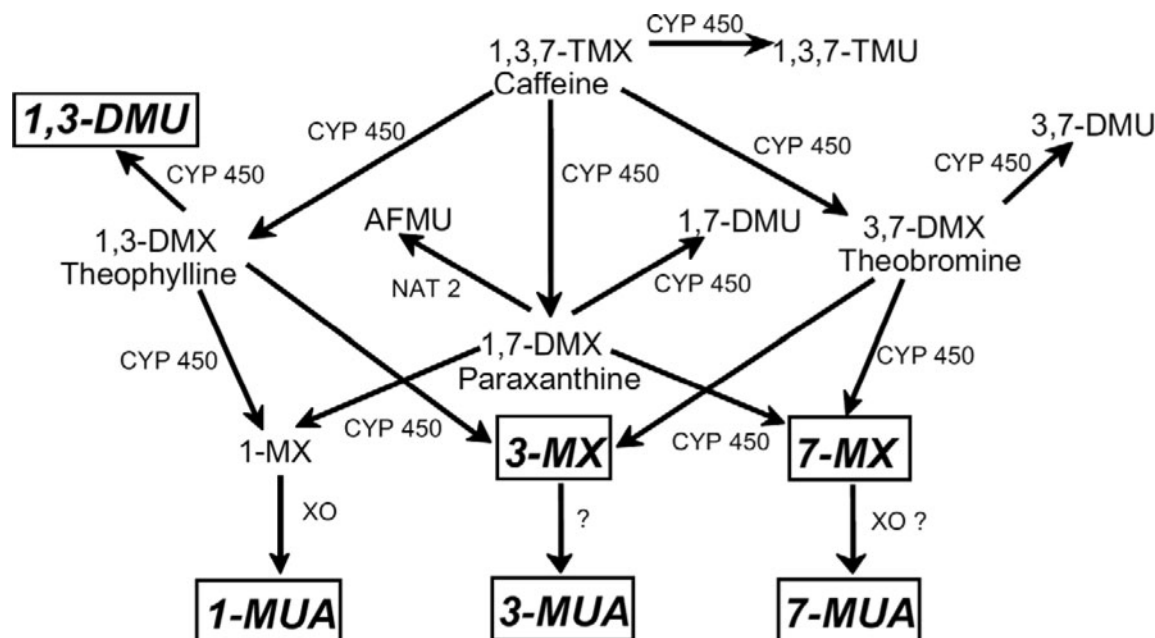 CYP 450
1,3,7-TMX
1,3,7-TMU
Caffeine
1,3-DMU
CYP 450
CYP 450
3,7-DMU
CYP 450
CYP 450
CYP 450
AFMU
1,7-DMU
1,3-DMX
3,7-DMX
Theophylline
Theobromine
NAT 2
CYP 450
1,7-DMX
CYP 450
CYP 450
Paraxanthine
1-MX
CYP 450
3-MX
CYP 450
7-MX
XO
?
XO ?
1-MUA
3-MUA
7-MUA